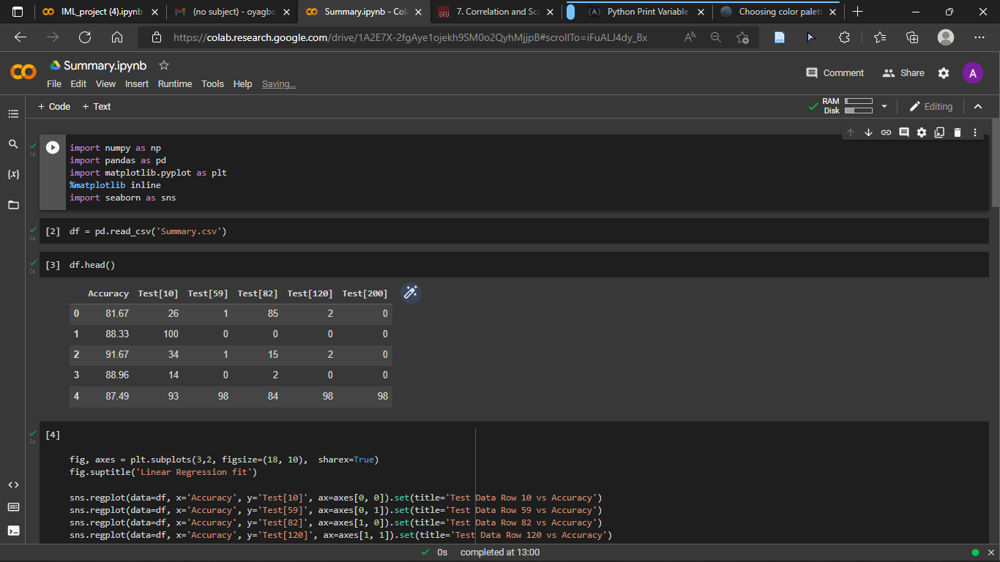 IML_project (4).ipynb
(no subject) - oyagbo
Summary.ipynb - Cola
SFU 7. Correlation and Sca
Python Print Variable
Choosing color palett
https://colab.research.google.com/drive/1A2E7X-2fgAye1ojekh9SM0o2QyhMjjpB#scrollTo=iFuALJ4dy_Bx
Summary.ipynb
Comment Share A
File Edit View Insert Runtime Tools Help Saving...
+ Code + Text
RAM
Disk
Editing
1s
import numpy as np
import pandas as pd
import matplotlib.pyplot as plt
%matplotlib inline
import seaborn as sns
{x}
[2] df = pd.read_csv('Summary.csv')
0s
[3] df.head()
0s
Accuracy Test[10] Test[59] Test[82] Test[120] Test[200]
0 81.67 26 1 85 2 0
1 88.33 100 0 0 0 0
2 91.67 34 1 15 2 0
3 88.96 14 0 2 0 0
4 87.49 93 98 84 98 98
[4]
2s
fig, axes = plt.subplots(3,2, figsize=(18, 10), sharex=True)
fig.suptitle('Linear Regression fit')
sns.regplot(data=df, x='Accuracy', y='Test[10]', ax=axes[0, 0]).set(title='Test Data Row 10 vs Accuracy')
sns.regplot(data=df, x='Accuracy', y='Test[59]', ax=axes[0, 1]).set(title='Test Data Row 59 vs Accuracy')
sns.regplot(data=df, x='Accuracy', y='Test[82]', ax=axes[1, 0]).set(title='Test Data Row 82 vs Accuracy')
sns.regplot(data=df, x='Accuracy', y='Test[120]', ax=axes[1, 1]).set(title='Test Data Row 120 vs Accuracy')
0s completed at 13:00